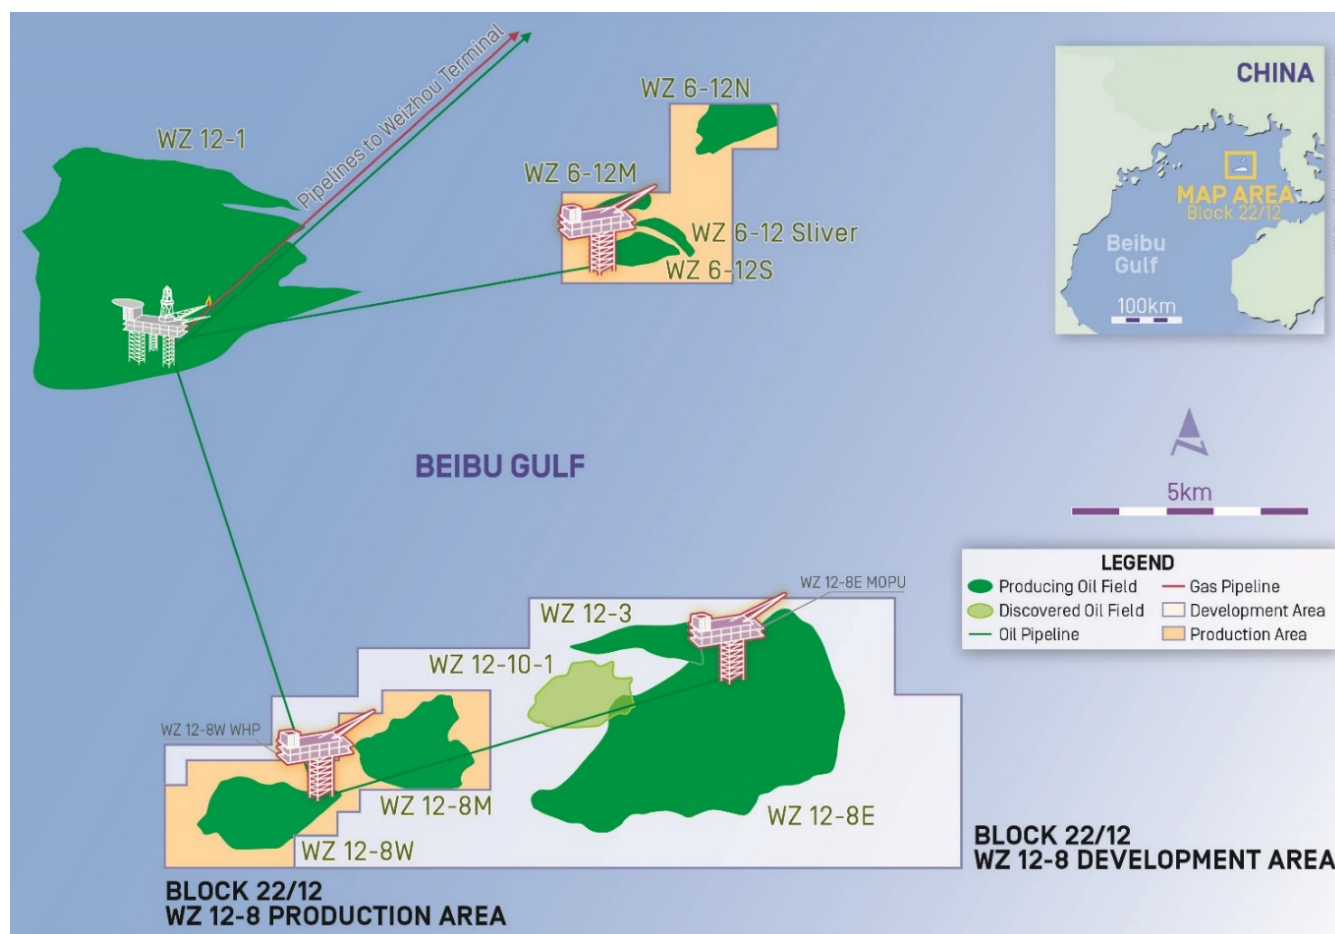 Pipelines to Weizhou Terminal
WZ 12-1
WZ 6-12N
WZ 6-12M
WZ 6-12 Sliver
WZ 6-12S
CHINA
MAP AREA
Block 22/12
Beibu
Gulf
100km
BEIBU GULF
5km
LEGEND
Producing Oil Field
Gas Pipeline
Discovered Oil Field
Development Area
Oil Pipeline
Production Area
WZ 12-8E MOPU
WZ 12-3
WZ 12-10-1
WZ 12-8W WHP
WZ 12-8M
WZ 12-8E
WZ 12-8W
BLOCK 22/12
WZ 12-8 DEVELOPMENT AREA
BLOCK 22/12
WZ 12-8 PRODUCTION AREA